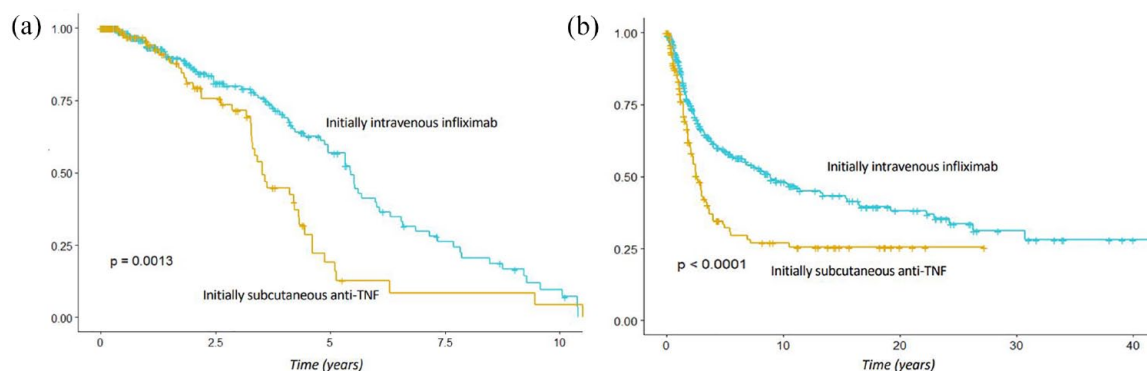 (a)
1.00
0.75
0.50
0.25
0.00
Initially intravenous infliximab
p = 0.0013
Initially subcutaneous anti-TNF
0
2.5
5
7.5
10
Time (years)
(b)
1.00
0.75
0.50
0.25
0.00
Initially intravenous infliximab
p < 0.0001
Initially subcutaneous anti-TNF
0
10
20
30
40
Time (years)